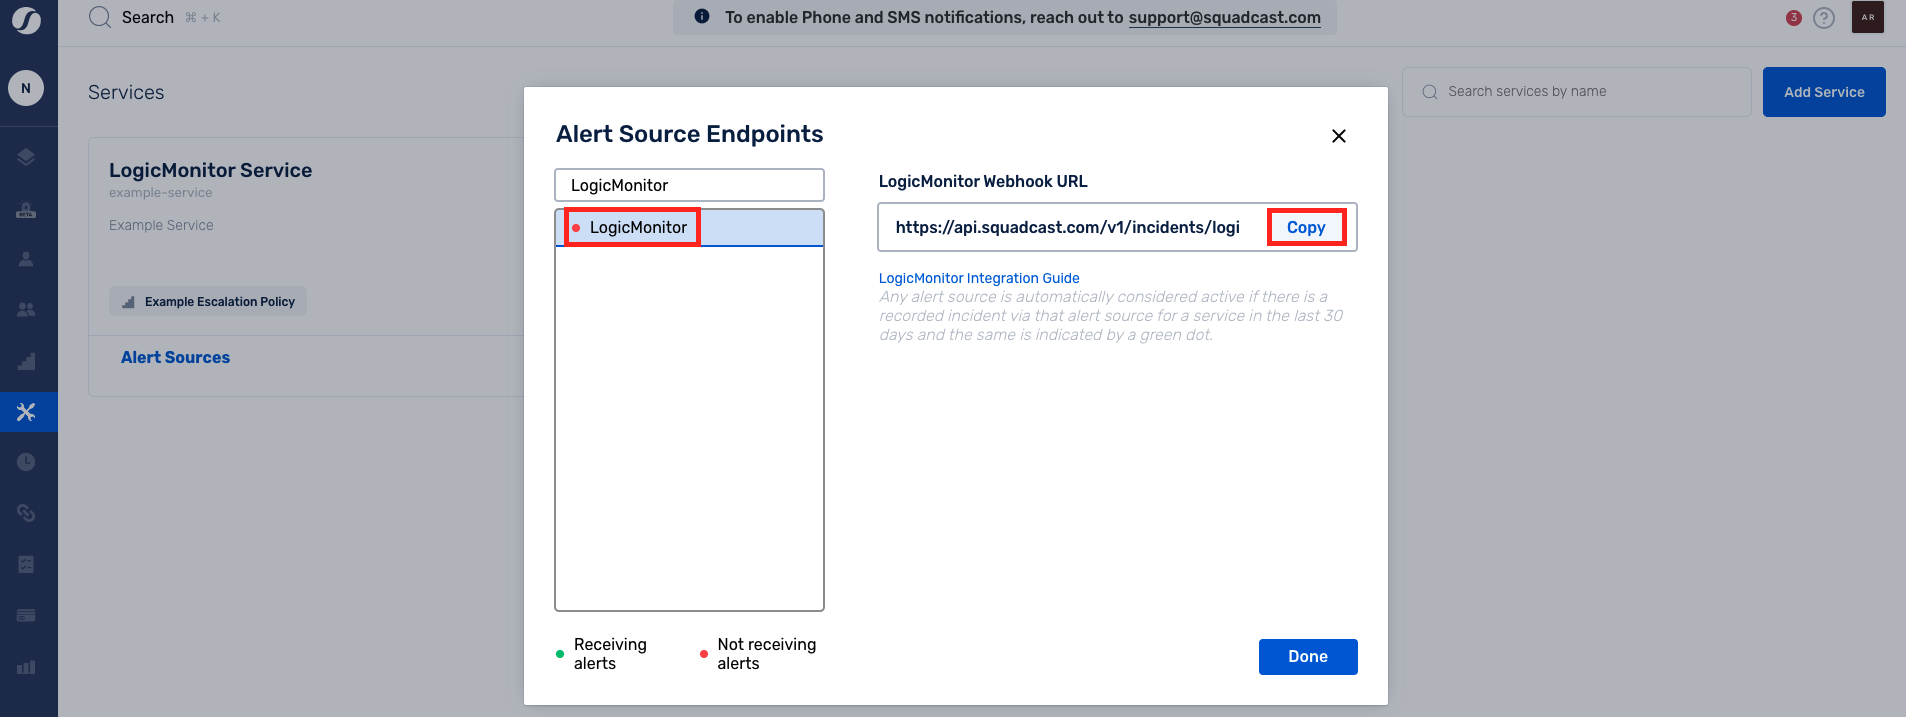 Search ⌘ + K
To enable Phone and SMS notifications, reach out to support@squadcast.com
3
?
AR
N
Services
Search services by name
Add Service
LogicMonitor Service
example-service
Example Service
Example Escalation Policy
Alert Sources
BETA
Alert Source Endpoints
LogicMonitor
LogicMonitor
Receiving
alerts
Not receiving
alerts
LogicMonitor Webhook URL
https://api.squadcast.com/v1/incidents/logi
Copy
LogicMonitor Integration Guide
Any alert source is automatically considered active if there is a
recorded incident via that alert source for a service in the last 30
days and the same is indicated by a green dot.
Done